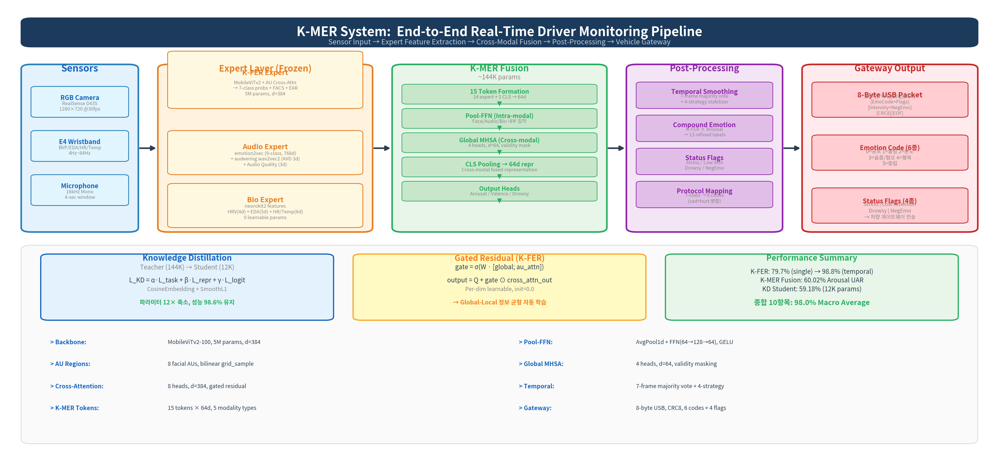 K-MER System:  End-to-End Real-Time Driver Monitoring Pipeline
Sensor Input → Expert Feature Extraction → Cross-Modal Fusion → Post-Processing → Vehicle Gateway
Sensors
RGB Camera
RealSense D435
1280×720 @30fps
E4 Wristband
BVP/EDA/HR/Temp
4Hz~64Hz
Microphone
16kHz Mono
4-sec window
Expert Layer (Frozen)
K-FER Expert
MobileViTv2 + AU Cross-Attn
→ 7-class probs + FACS + EAR
5M params, d=384
Audio Expert
emotion2vec (9-class, 768d)
+ audeering wav2vec2 (AVD 3d)
+ Audio Quality (3d)
Bio Expert
neurokit2 features
HRV(4d) + EDA(5d) + HR/Temp(6d)
0 learnable params
K-MER Fusion
~144K params
15 Token Formation
14 expert + 1 CLS → 64d
Pool-FFN (Intra-modal)
Face/Audio/Bio 내부 집약
Global MHSA (Cross-modal)
4 heads, d=64, validity mask
CLS Pooling → 64d repr
Cross-modal fused representation
Output Heads
Arousal / Valence / Drowsy
Post-Processing
Temporal Smoothing
7-frame majority vote
+ 4-strategy stabilizer
Compound Emotion
K-FER × Arousal
→ 13 refined labels
Status Flags
Stress / Low Attn
Drowsy / NegEmo
Protocol Mapping
7-class → 6 codes
(sad+hurt 병합)
Gateway Output
8-Byte USB Packet
[EmoCode+Flags]
[Intensity+NegEmo]
[CRC8][EOF]
Emotion Code (6종)
0=공포 1=놀람 2=분노
3=슬픔/혐오 4=행복
5=중립
Status Flags (4종)
Stress | Low Attention
Drowsy | NegEmo
→ 차량 게이트웨이 전송
Knowledge Distillation
Teacher (144K) → Student (12K)
L_KD = α·L_task + β·L_repr + γ·L_logit
CosineEmbedding + SmoothL1
파라미터 12× 축소, 성능 98.6% 유지
Gated Residual (K-FER)
gate = σ(W · [global; au_attn])
output = Q + gate ⊙ cross_attn_out
Per-dim learnable, init=0.0
→ Global-Local 정보 균형 자동 학습
Performance Summary
K-FER: 79.7% (single) → 98.8% (temporal)
K-MER Fusion: 60.02% Arousal UAR
KD Student: 59.18% (12K params)
종합 10항목: 98.0% Macro Average
> Backbone: MobileViTv2-100, 5M params, d=384
> AU Regions: 8 facial AUs, bilinear grid_sample
> Cross-Attention: 8 heads, d=384, gated residual
> K-MER Tokens: 15 tokens × 64d, 5 modality types
> Pool-FFN: AvgPool1d + FFN(64→128→64), GELU
> Global MHSA: 4 heads, d=64, validity masking
> Temporal: 7-frame majority vote + 4-strategy
> Gateway: 8-byte USB, CRC8, 6 codes + 4 flags